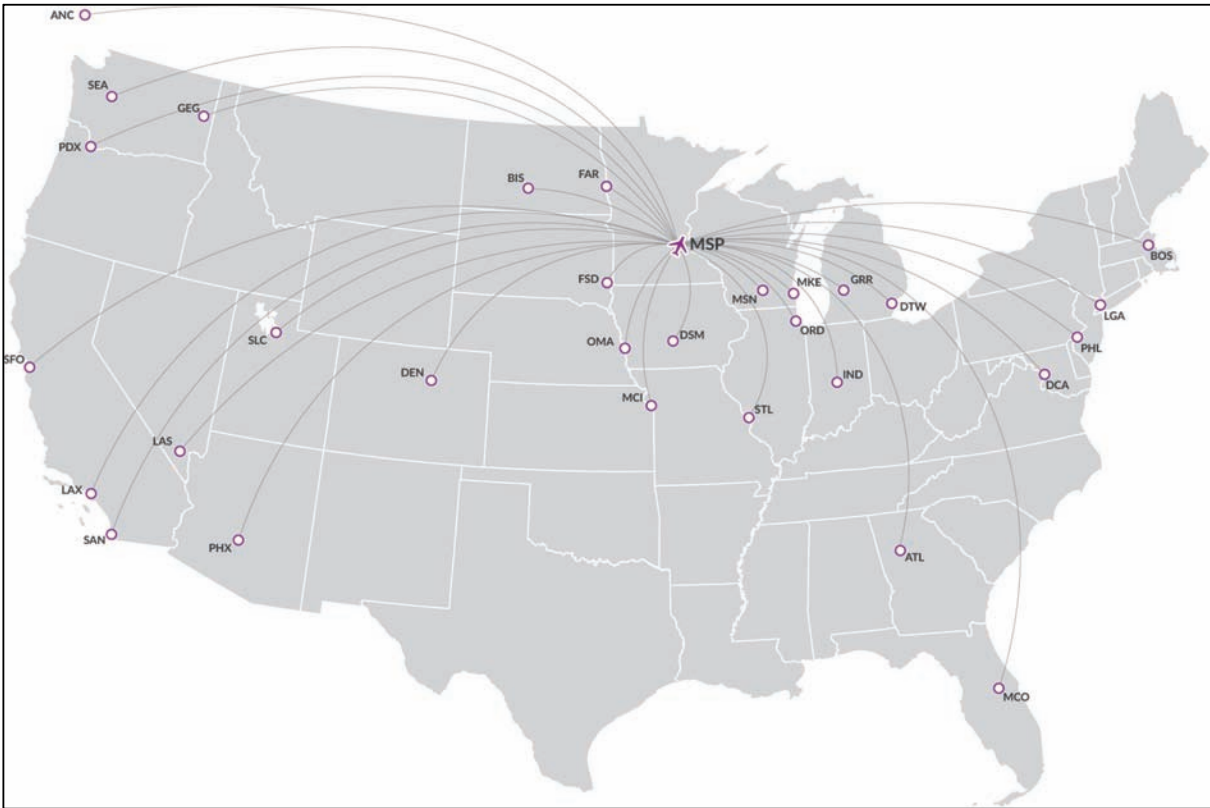 ANC
SEA
GEG
PDX
BIS
FAR
MSP
BOS
FSD
MSN
MKE
GRR
DTW
LGA
ORD
SLC
OMA
DSM
PHL
SFO
DEN
IND
DCA
MCI
STL
LAS
LAX
SAN
PHX
ATL
MCO